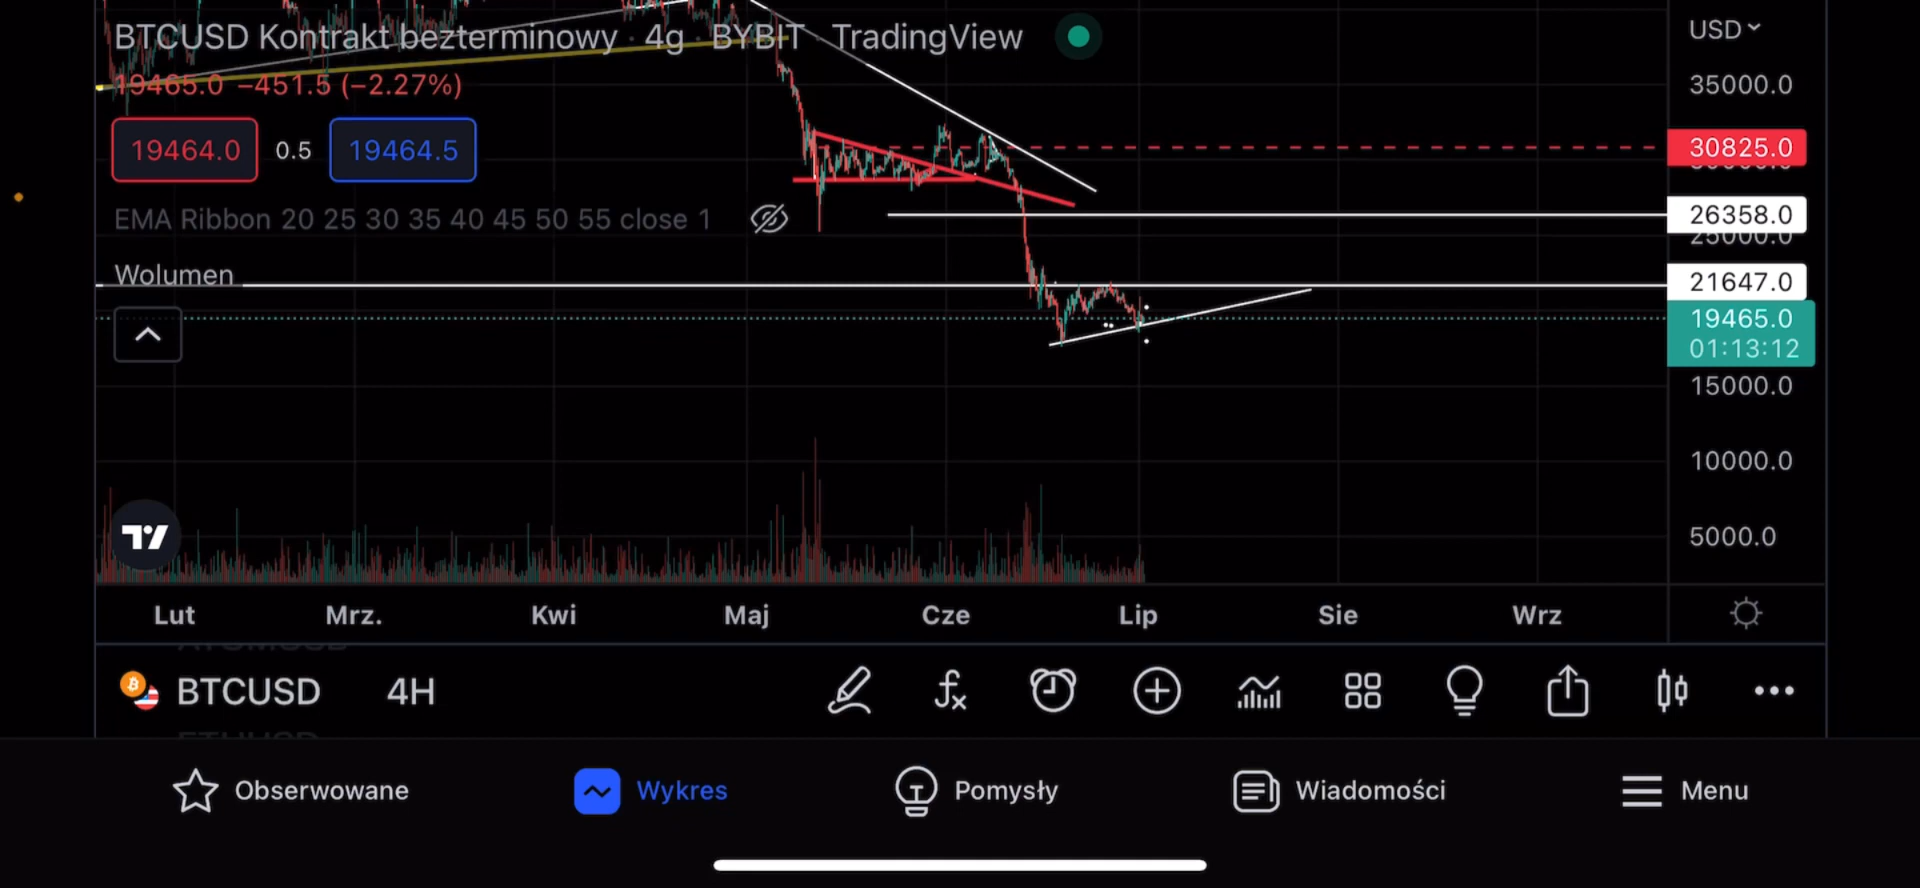 BTCUSD Kontrakt bezterminowy · 4g · BYBIT · TradingView
USD
19465.0 −451.5 (−2.27%)
35000.0
19464.0 0.5 19464.5
30825.0
EMA Ribbon 20 25 30 35 40 45 50 55 close 1
26358.0
25000.0
Wolumen
21647.0
19465.0
01:13:12
15000.0
10000.0
5000.0
Lut Mrz. Kwi Maj Cze Lip Sie Wrz
BTCUSD 4H
Obserwowane Wykres Pomysły Wiadomości Menu